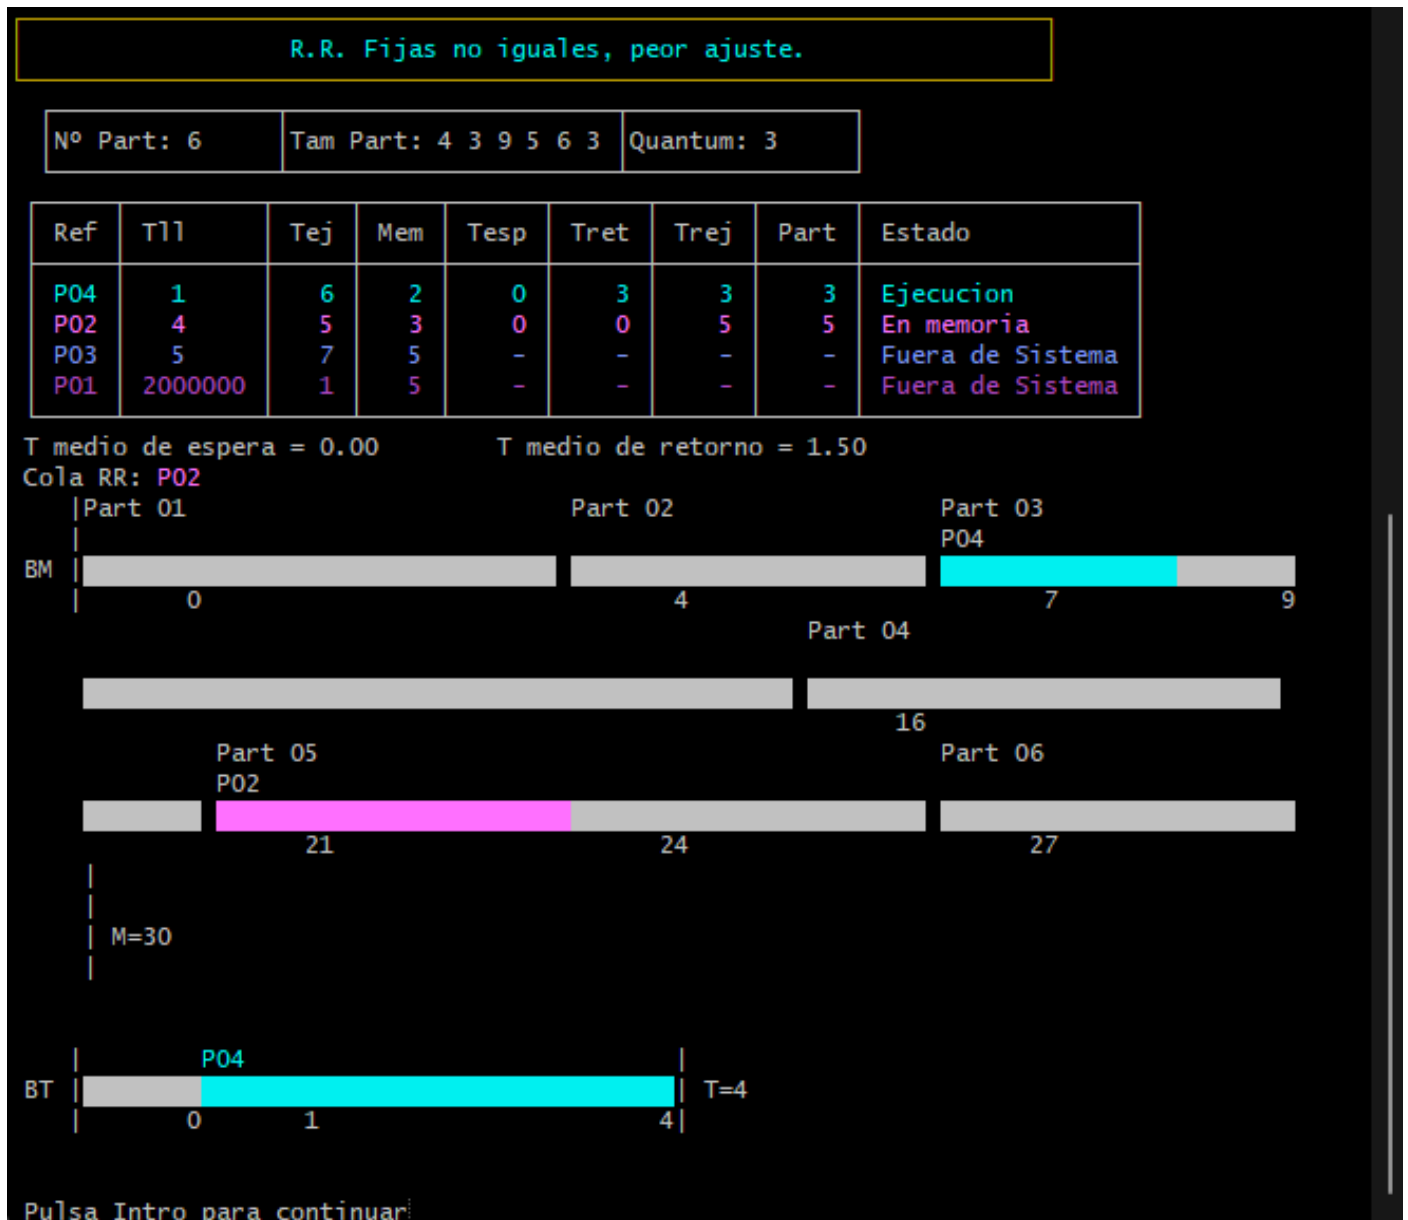 R.R. Fijas no iguales, peor ajuste.
Nº Part: 6 Tam Part: 4 3 9 5 6 3 Quantum: 3
Ref Tll Tej Mem Tesp Tret Trej Part Estado
P04 1 6 2 0 3 3 3 Ejecucion
P02 4 5 3 0 0 5 5 En memoria
P03 5 7 5 - - - - Fuera de Sistema
P01 2000000 1 5 - - - - Fuera de Sistema
T medio de espera = 0.00 T medio de retorno = 1.50
Cola RR: P02
|Part 01 Part 02 Part 03
| P04
BM |
| 0 4 7 9
Part 04
16
Part 05 Part 06
P02
21 24 27
|
|
| M=30
|
| P04 |
BT | | T=4
| 0 1 4|
Pulsa Intro para continuar